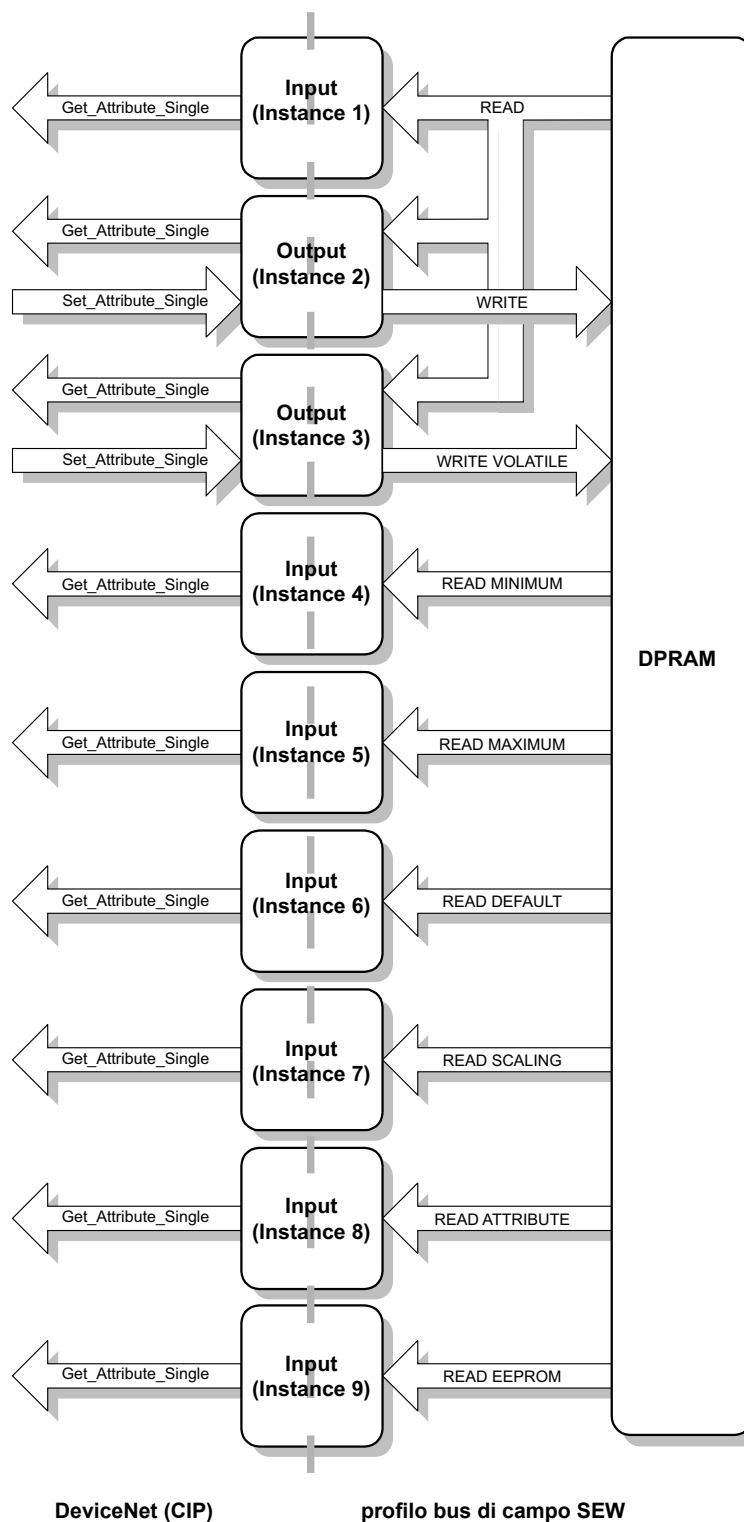 Input
(Instance 1)
Get_Attribute_Single
READ
Get_Attribute_Single
Output
(Instance 2)
Set_Attribute_Single
WRITE
Get_Attribute_Single
Output
(Instance 3)
Set_Attribute_Single
WRITE VOLATILE
Input
(Instance 4)
Get_Attribute_Single
READ MINIMUM
DPRAM
Input
(Instance 5)
Get_Attribute_Single
READ MAXIMUM
Input
(Instance 6)
Get_Attribute_Single
READ DEFAULT
Input
(Instance 7)
Get_Attribute_Single
READ SCALING
Input
(Instance 8)
Get_Attribute_Single
READ ATTRIBUTE
Input
(Instance 9)
Get_Attribute_Single
READ EEPROM
DeviceNet (CIP)
profilo bus di campo SEW